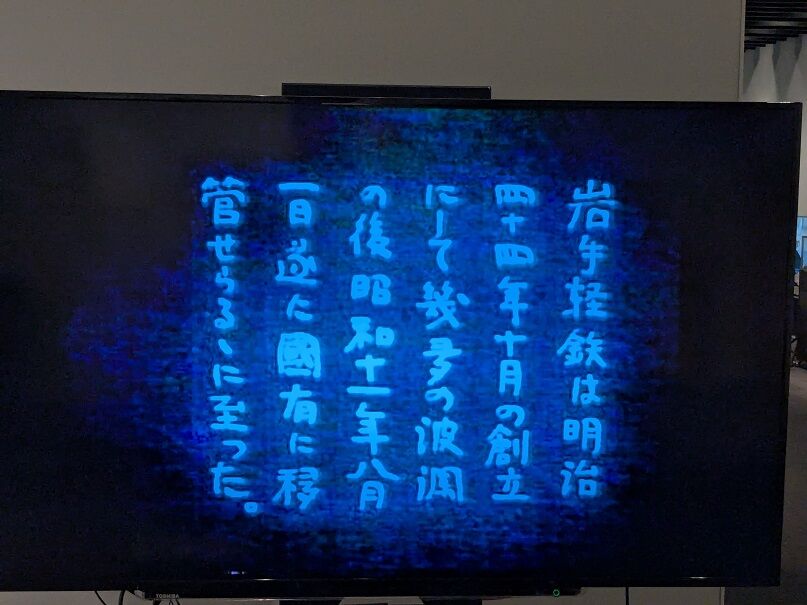 岩手軽鉄は明治
四十四年十月の創立
にして幾多の波瀾
の後昭和十一年八月
一日遂に國有に移
管せらるゝに至つた。
TOSHIBA